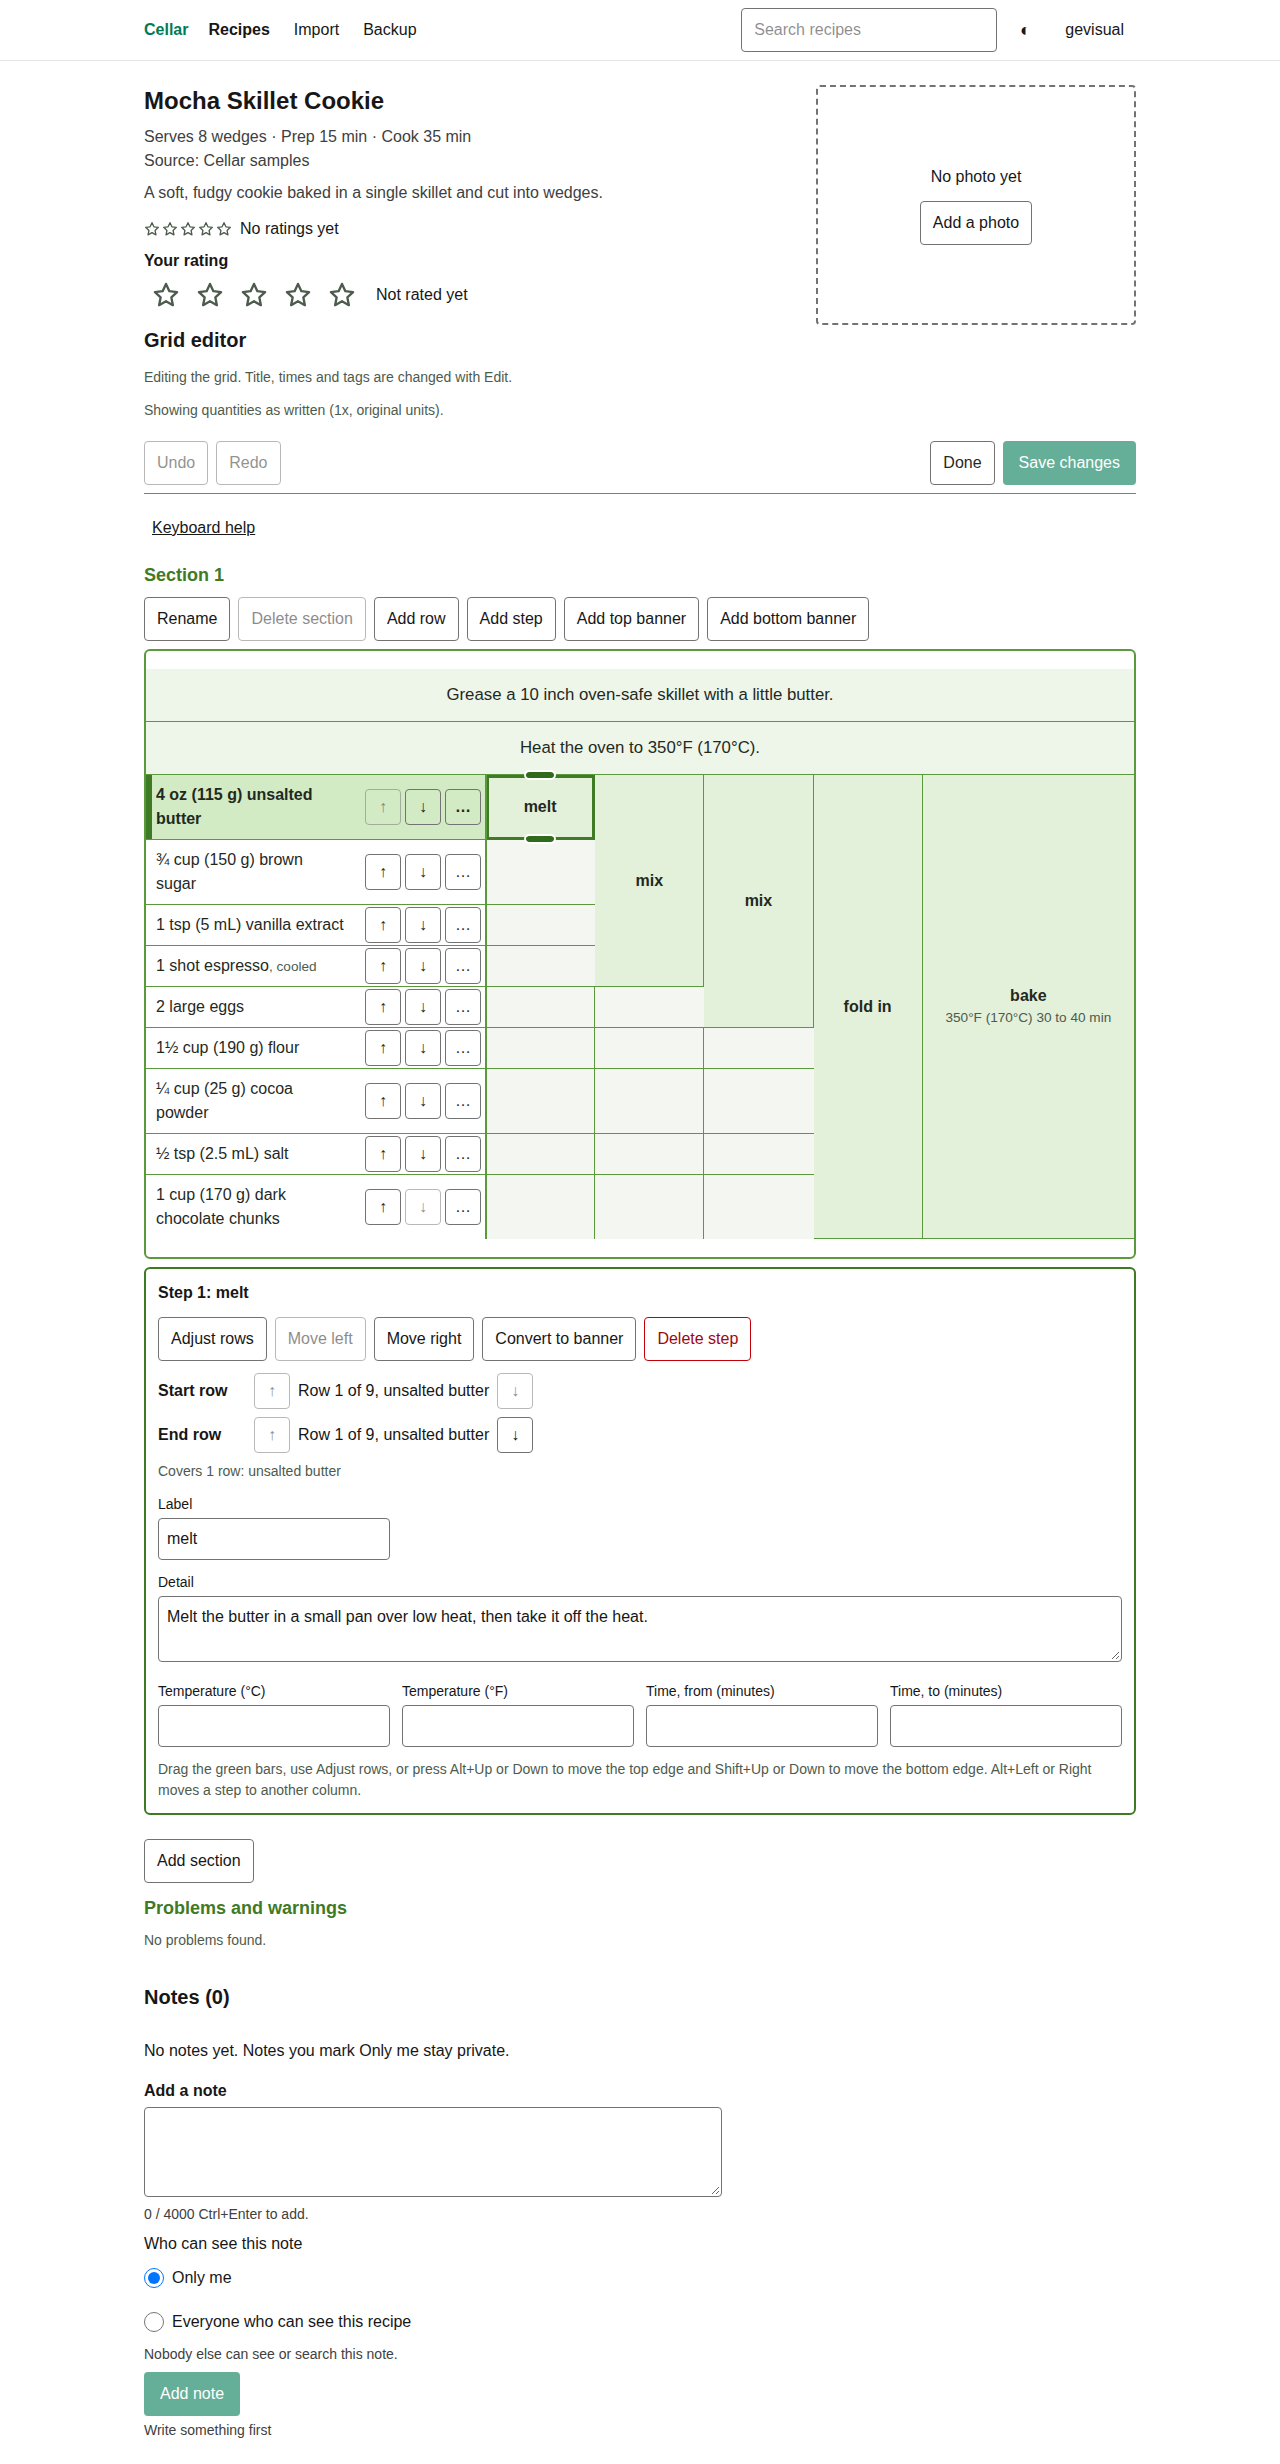 Cellar Recipes Import Backup Search recipes gevisual
Mocha Skillet Cookie
Serves 8 wedges · Prep 15 min · Cook 35 min
Source: Cellar samples
A soft, fudgy cookie baked in a single skillet and cut into wedges.
No ratings yet
Your rating
Not rated yet
No photo yet
Add a photo
Grid editor
Editing the grid. Title, times and tags are changed with Edit.
Showing quantities as written (1x, original units).
Undo Redo Done Save changes
Keyboard help
Section 1
Rename Delete section Add row Add step Add top banner Add bottom banner
Grease a 10 inch oven-safe skillet with a little butter.
Heat the oven to 350°F (170°C).
4 oz (115 g) unsalted
butter
↑ ↓ …
melt
¾ cup (150 g) brown
sugar
↑ ↓ …
mix
1 tsp (5 mL) vanilla extract ↑ ↓ …
mix
1 shot espresso, cooled ↑ ↓ …
2 large eggs ↑ ↓ …
fold in
bake
350°F (170°C) 30 to 40 min
1½ cup (190 g) flour ↑ ↓ …
¼ cup (25 g) cocoa
powder
↑ ↓ …
½ tsp (2.5 mL) salt ↑ ↓ …
1 cup (170 g) dark
chocolate chunks
↑ ↓ …
Step 1: melt
Adjust rows Move left Move right Convert to banner Delete step
Start row ↑ Row 1 of 9, unsalted butter ↓
End row ↑ Row 1 of 9, unsalted butter ↓
Covers 1 row: unsalted butter
Label
melt
Detail
Melt the butter in a small pan over low heat, then take it off the heat.
Temperature (°C) Temperature (°F) Time, from (minutes) Time, to (minutes)
Drag the green bars, use Adjust rows, or press Alt+Up or Down to move the top edge and Shift+Up or Down to move the bottom edge. Alt+Left or Right
moves a step to another column.
Add section
Problems and warnings
No problems found.
Notes (0)
No notes yet. Notes you mark Only me stay private.
Add a note
0 / 4000 Ctrl+Enter to add.
Who can see this note
Only me
Everyone who can see this recipe
Nobody else can see or search this note.
Add note
Write something first